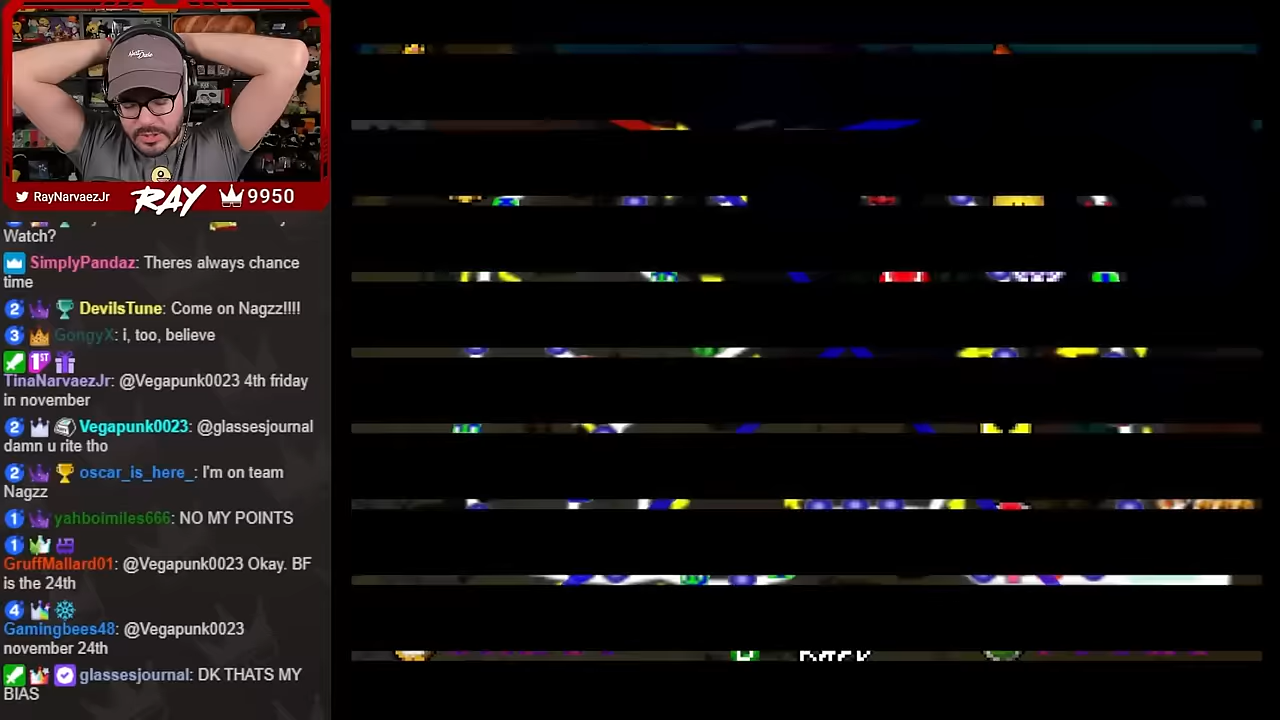 RayNarvaezJr RAY 9950
Watch?
SimplyPandaz: Theres always chance
time
2 DevilsTune: Come on Nagzz!!!!
3 GongyX: i, too, believe
1ST
TinaNarvaezJr: @Vegapunk0023 4th friday
in november
2 Vegapunk0023: @glassesjournal
damn u rite tho
2 oscar_is_here_: I'm on team
Nagzz
1 yahboimiles666: NO MY POINTS
1
GruffMallard01: @Vegapunk0023 Okay. BF
is the 24th
4
Gamingbees48: @Vegapunk0023
november 24th
glassesjournal: DK THATS MY
BIAS